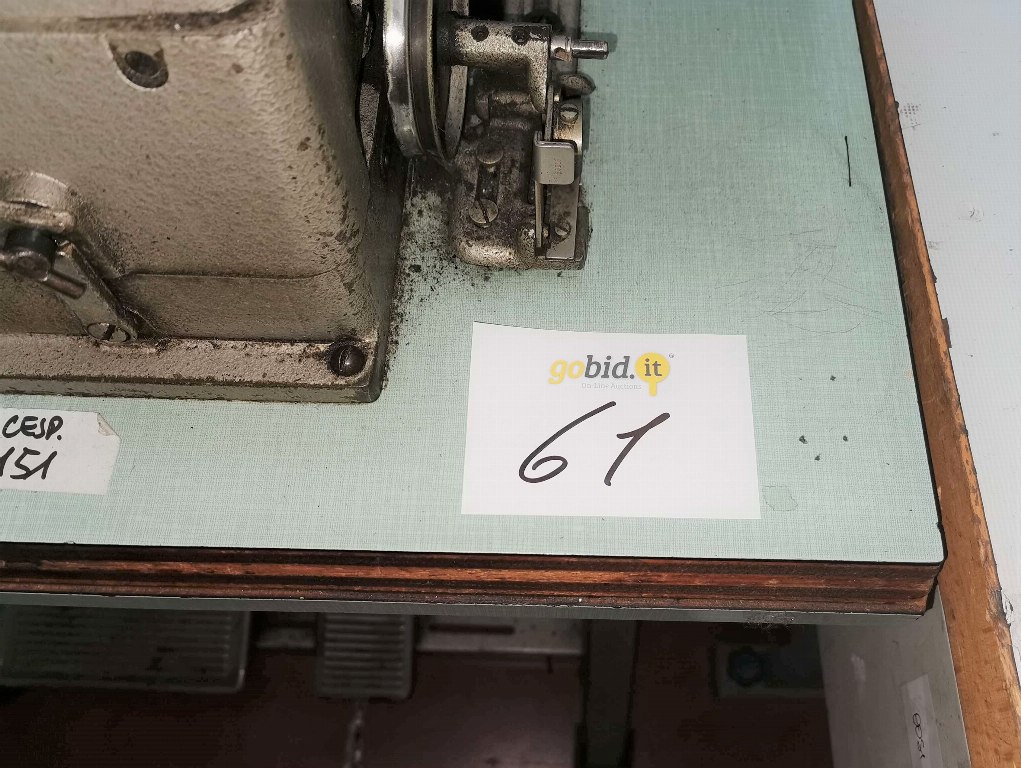 gobid.it
On-Line Auctions
61
CESP.
151